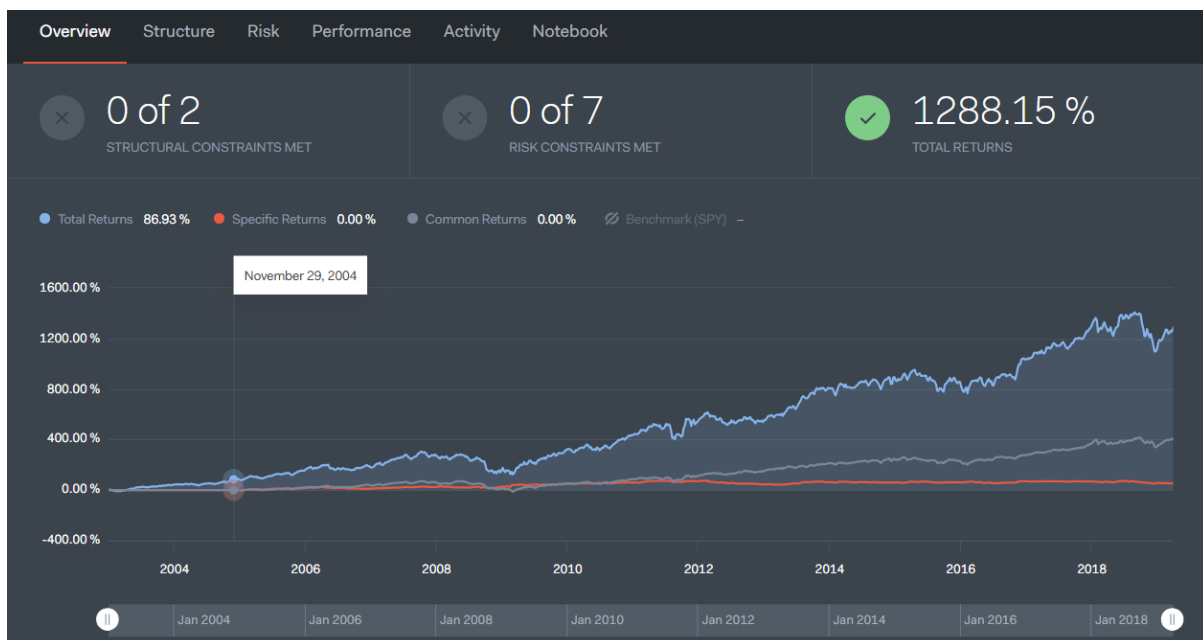 Overview Structure Risk Performance Activity Notebook
0 of 2 0 of 7 1288.15 %
STRUCTURAL CONSTRAINTS MET RISK CONSTRAINTS MET TOTAL RETURNS
Total Returns 86.93 % Specific Returns 0.00 % Common Returns 0.00 % Benchmark (SPY) –
November 29, 2004
1600.00 %
1200.00 %
800.00 %
400.00 %
0.00 %
-400.00 %
2004 2006 2008 2010 2012 2014 2016 2018
Jan 2004 Jan 2006 Jan 2008 Jan 2010 Jan 2012 Jan 2014 Jan 2016 Jan 2018